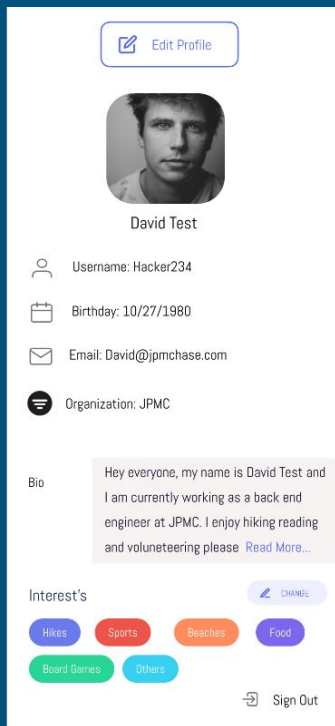 Edit Profile
David Test
Username: Hacker234
Birthday: 10/27/1980
Email: David@jpmchase.com
Organization: JPMC
Bio
Hey everyone, my name is David Test and
I am currently working as a back end
engineer at JPMC. I enjoy hiking reading
and voluneteering please Read More...
Interest's
CHANGE
Hikes Sports Beaches Food
Board Games Others
Sign Out